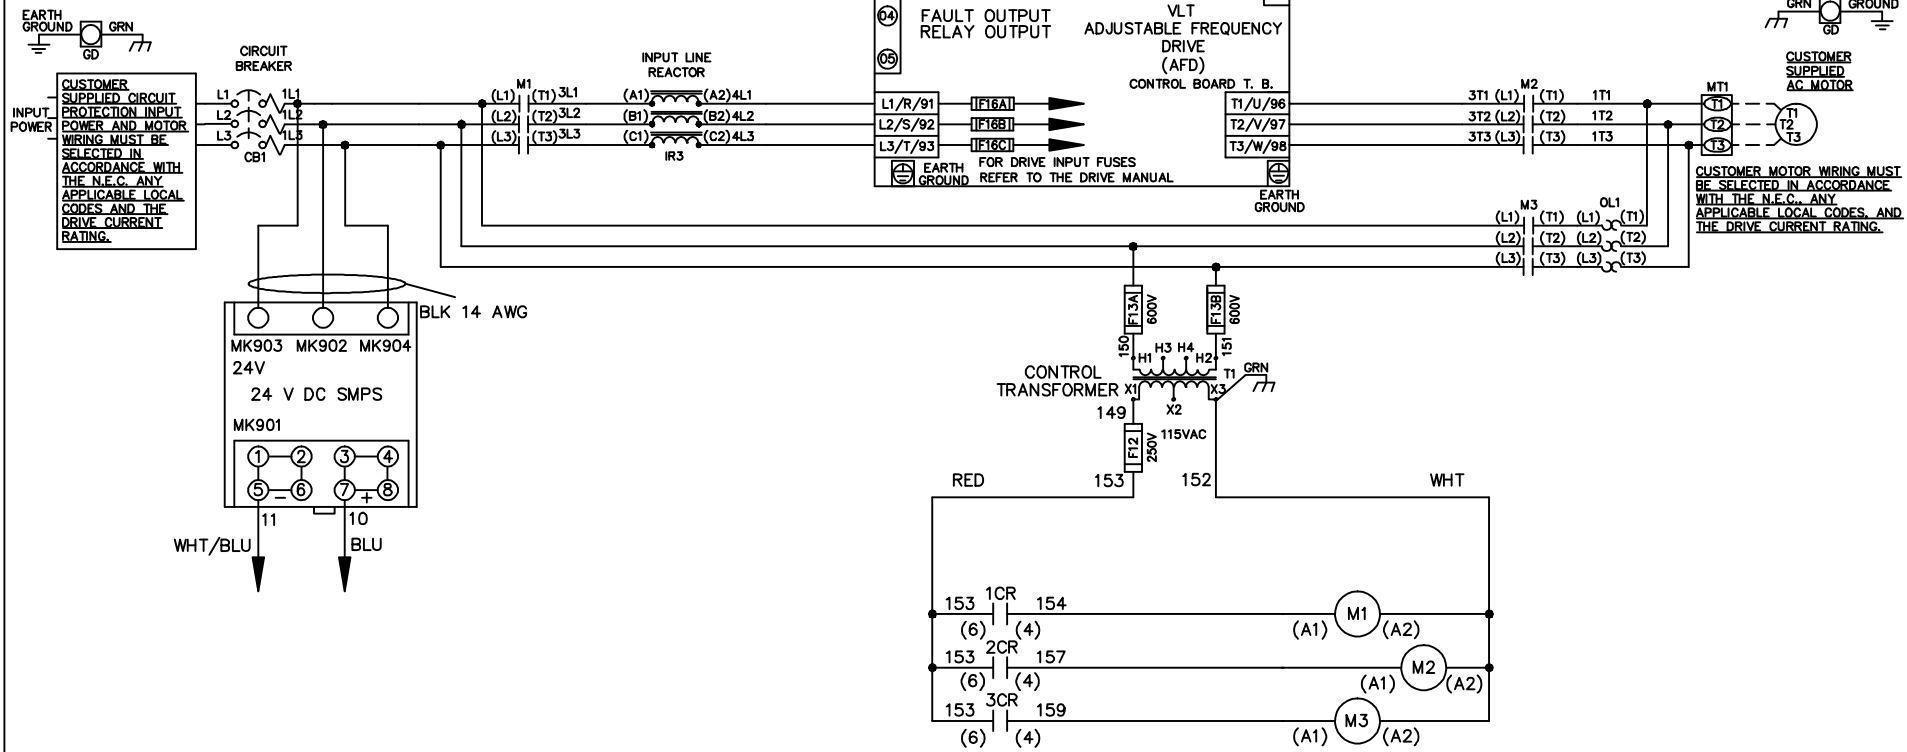 EARTH
GROUND
GRN
GD
CIRCUIT
BREAKER
INPUT LINE
REACTOR
04
FAULT OUTPUT
RELAY OUTPUT
05
VLT
ADJUSTABLE FREQUENCY
DRIVE
(AFD)
CONTROL BOARD T. B.
GRN
GROUND
GD
CUSTOMER
SUPPLIED
AC MOTOR
INPUT
POWER
CUSTOMER
SUPPLIED CIRCUIT
PROTECTION INPUT
POWER AND MOTOR
WIRING MUST BE
SELECTED IN
ACCORDANCE WITH
THE N.E.C. ANY
APPLICABLE LOCAL
CODES AND THE
DRIVE CURRENT
RATING.
L1 1L1
L2 1L2
L3 1L3
CB1
M1
(L1) (T1) 3L1
(L2) (T2) 3L2
(L3) (T3) 3L3
(A1) (A2) 4L1
(B1) (B2) 4L2
(C1) (C2) 4L3
IR3
L1/R/91 F16A
L2/S/92 F16B
L3/T/93 F16C
EARTH
GROUND
FOR DRIVE INPUT FUSES
REFER TO THE DRIVE MANUAL
T1/U/96
T2/V/97
T3/W/98
EARTH
GROUND
M2
3T1 (L1) (T1) 1T1
3T2 (L2) (T2) 1T2
3T3 (L3) (T3) 1T3
MT1
T1
T2
T3
T1
T2
T3
CUSTOMER MOTOR WIRING MUST
BE SELECTED IN ACCORDANCE
WITH THE N.E.C., ANY
APPLICABLE LOCAL CODES, AND
THE DRIVE CURRENT RATING.
M3 OL1
(L1) (T1) (L1) (T1)
(L2) (T2) (L2) (T2)
(L3) (T3) (L3) (T3)
BLK 14 AWG
MK903 MK902 MK904
24V
24 V DC SMPS
MK901
1 2 3 4
5 - 6 7 + 8
11 10
WHT/BLU BLU
F13A
600V
F13B
600V
150
151
H1 H3 H4 H2
T1
GRN
CONTROL
TRANSFORMER
X1
X3
X2
149
115VAC
F12
250V
RED 153 152 WHT
1CR
153 154
(6) (4)
M1
(A1) (A2)
2CR
153 157
(6) (4)
M2
(A1) (A2)
3CR
153 159
(6) (4)
M3
(A1) (A2)